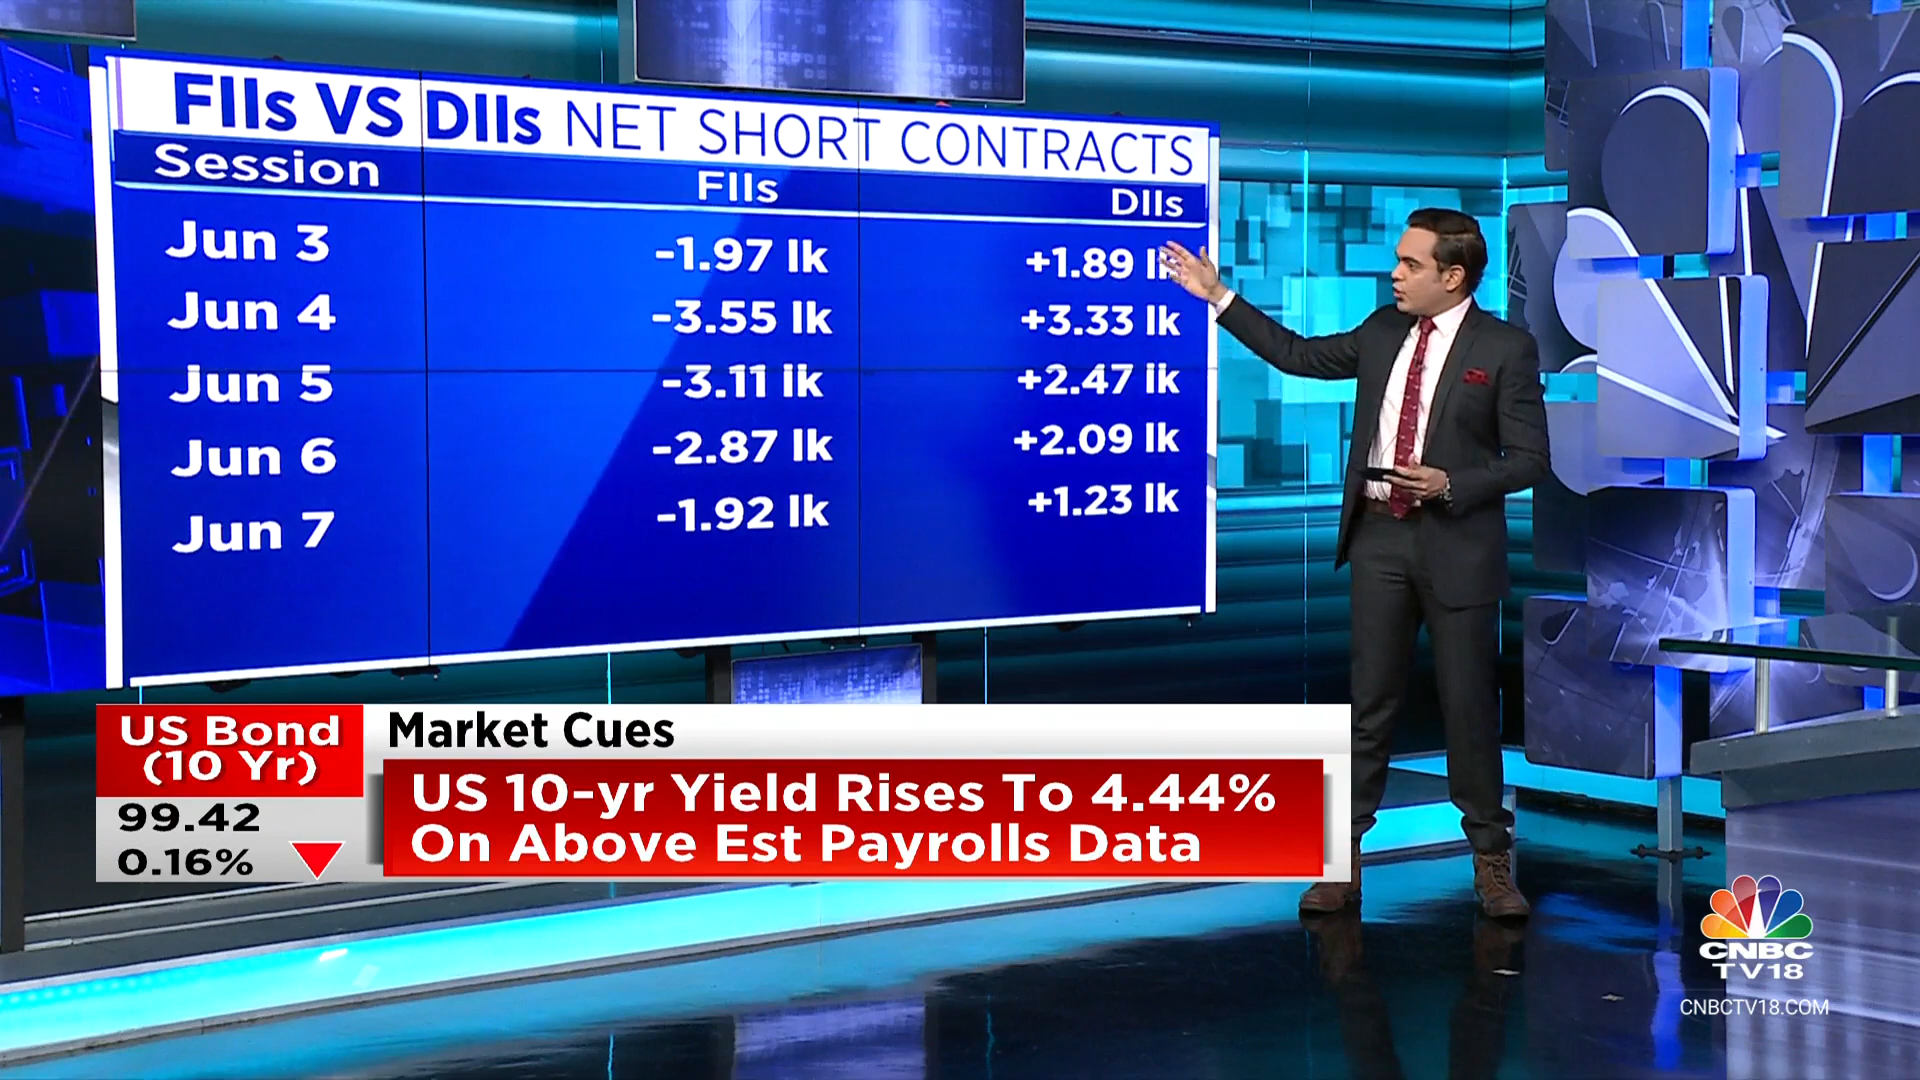 FIIs VS DIIs NET SHORT CONTRACTS
Session FIIs DIIs
Jun 3 -1.97 lk +1.89 lk
Jun 4 -3.55 lk +3.33 lk
Jun 5 -3.11 lk +2.47 lk
Jun 6 -2.87 lk +2.09 lk
Jun 7 -1.92 lk +1.23 lk
US Bond
(10 Yr)
99.42
0.16%
Market Cues
US 10-yr Yield Rises To 4.44%
On Above Est Payrolls Data
CNBC
TV18
CNBCTV18.COM